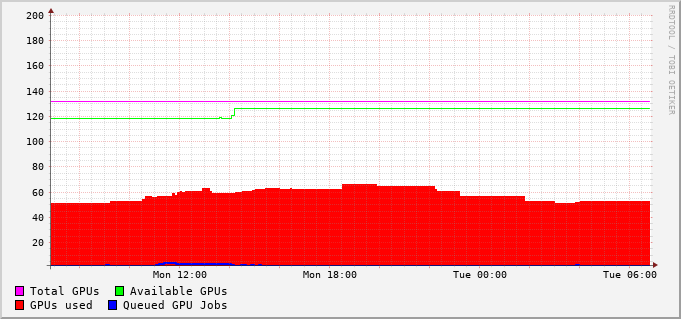 200
180
160
140
120
100
80
60
40
20
Mon 12:00 Mon 18:00 Tue 00:00 Tue 06:00
Total GPUs Available GPUs
GPUs used Queued GPU Jobs
RRDTOOL / TOBI OETIKER